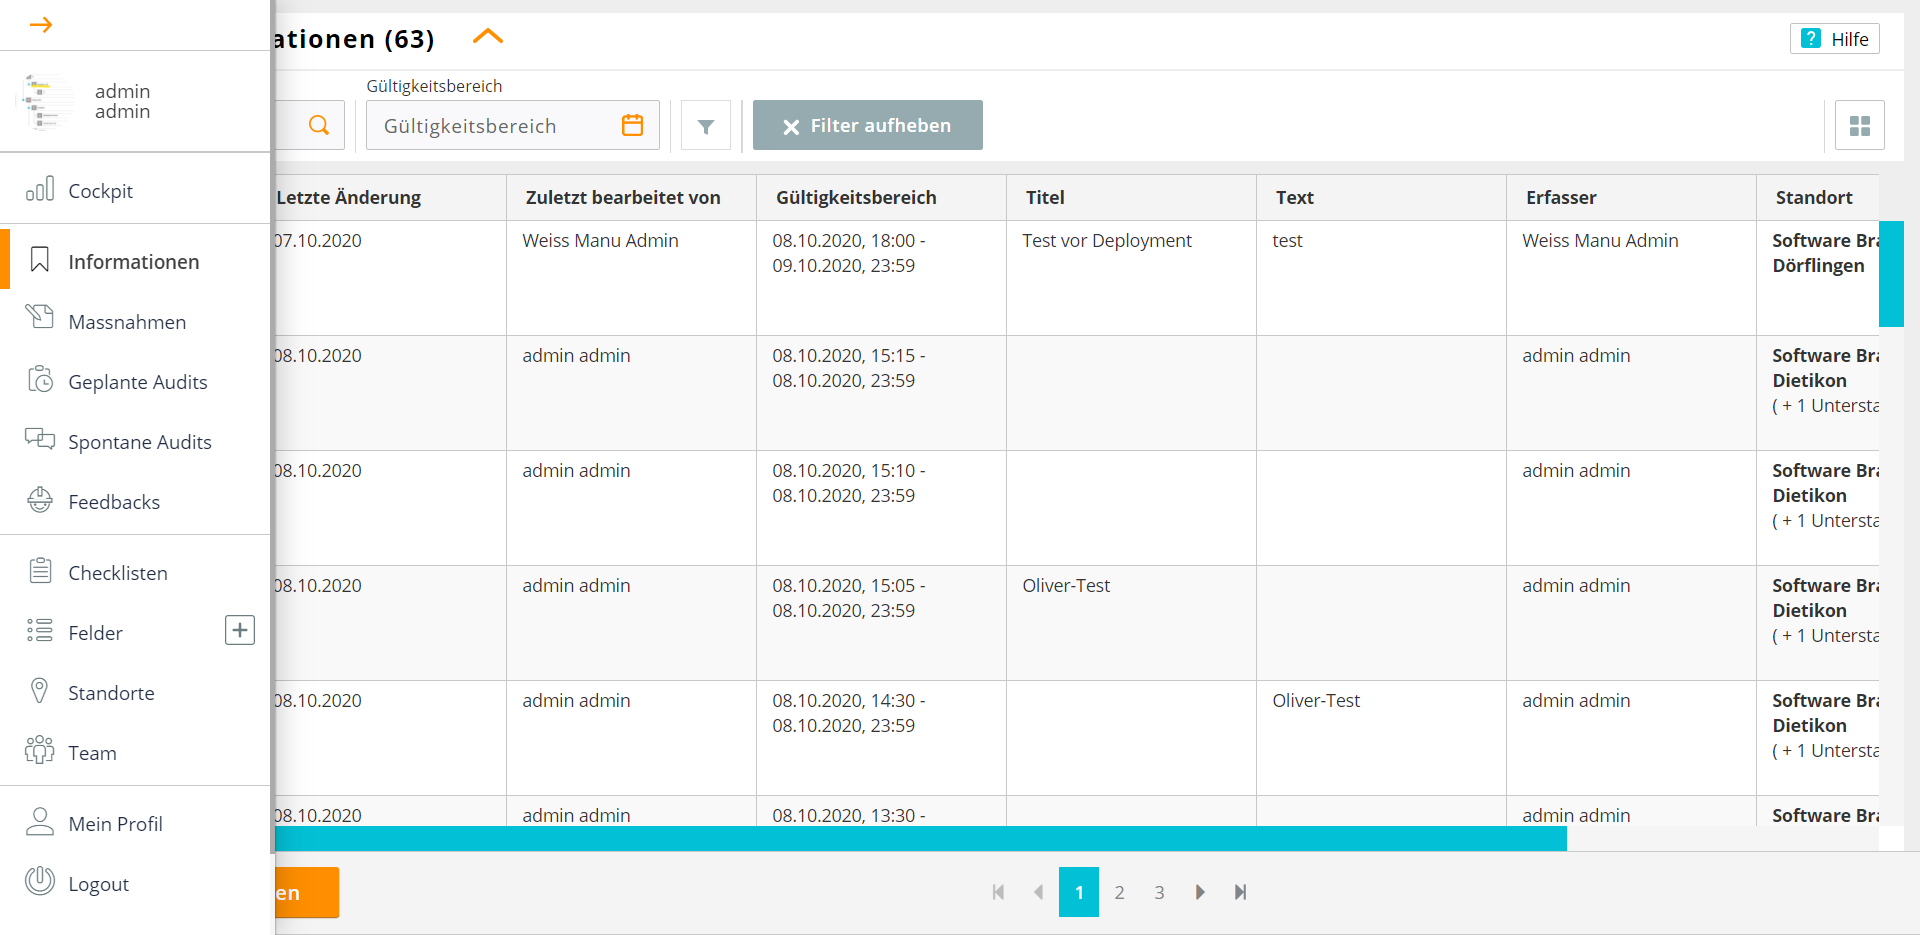 admin
admin
Cockpit
Informationen
Massnahmen
Geplante Audits
Spontane Audits
Feedbacks
Checklisten
Felder
Standorte
Team
Mein Profil
Logout
ationen (63)
Hilfe
Gültigkeitsbereich
Gültigkeitsbereich
Filter aufheben
Letzte Änderung Zuletzt bearbeitet von Gültigkeitsbereich Titel Text Erfasser Standort
07.10.2020 Weiss Manu Admin 08.10.2020, 18:00 - Test vor Deployment test Weiss Manu Admin Software Bra
09.10.2020, 23:59 Dörflingen
08.10.2020 admin admin 08.10.2020, 15:15 - admin admin Software Bra
08.10.2020, 23:59 Dietikon
( + 1 Untersta
08.10.2020 admin admin 08.10.2020, 15:10 - admin admin Software Bra
08.10.2020, 23:59 Dietikon
( + 1 Untersta
08.10.2020 admin admin 08.10.2020, 15:05 - Oliver-Test admin admin Software Bra
08.10.2020, 23:59 Dietikon
( + 1 Untersta
08.10.2020 admin admin 08.10.2020, 14:30 - Oliver-Test admin admin Software Bra
08.10.2020, 23:59 Dietikon
( + 1 Untersta
08.10.2020 admin admin 08.10.2020, 13:30 - admin admin Software Bra
en
1 2 3